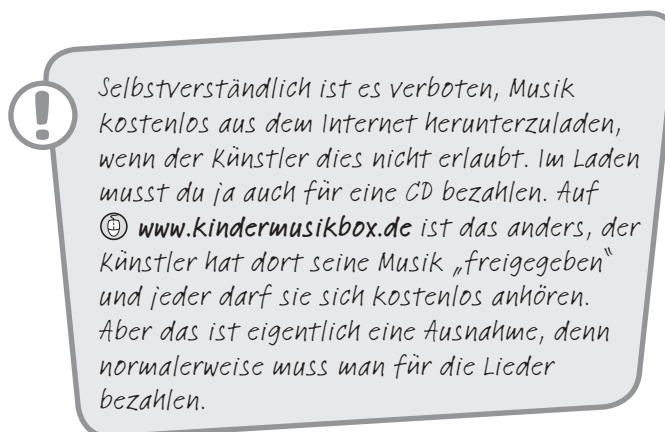 !
Selbstverständlich ist es verboten, Musik
kostenlos aus dem Internet herunterzuladen,
wenn der Künstler dies nicht erlaubt. Im Laden
musst du ja auch für eine CD bezahlen. Auf
www.kindermusikbox.de ist das anders, der
Künstler hat dort seine Musik „freigegeben“
und jeder darf sie sich kostenlos anhören.
Aber das ist eigentlich eine Ausnahme, denn
normalerweise muss man für die Lieder
bezahlen.